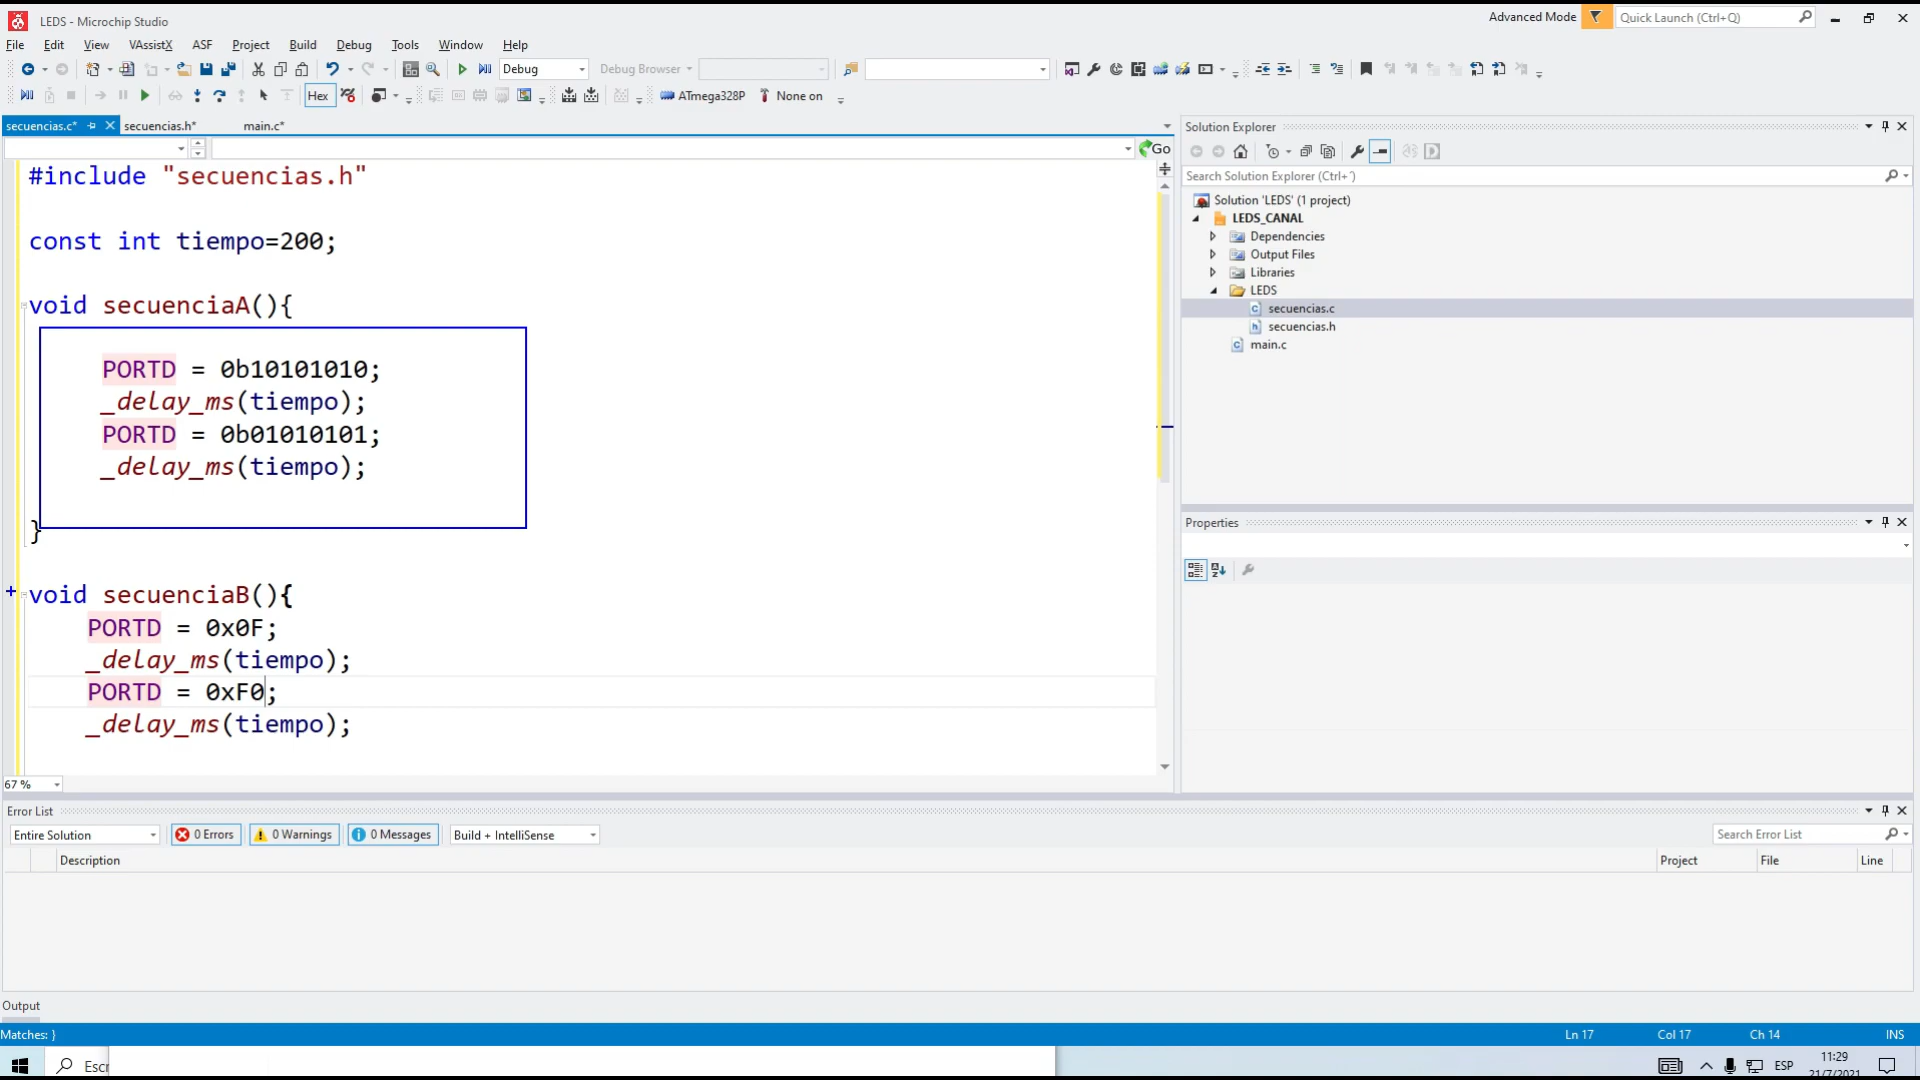 LEDS - Microchip Studio
Advanced Mode
Quick Launch (Ctrl+Q)
File Edit View VAssistX ASF Project Build Debug Tools Window Help
Debug
Debug Browser
Hex
ATmega328P
None on
secuencias.c*
secuencias.h*
main.c*
Go
#include "secuencias.h"
const int tiempo=200;
void secuenciaA(){
PORTD = 0b10101010;
_delay_ms(tiempo);
PORTD = 0b01010101;
_delay_ms(tiempo);
}
void secuenciaB(){
PORTD = 0x0F;
_delay_ms(tiempo);
PORTD = 0xF0;
_delay_ms(tiempo);
67 %
Solution Explorer
Search Solution Explorer (Ctrl+´)
Solution 'LEDS' (1 project)
LEDS_CANAL
Dependencies
Output Files
Libraries
LEDS
secuencias.c
secuencias.h
main.c
Properties
Error List
Entire Solution
0 Errors
0 Warnings
0 Messages
Build + IntelliSense
Search Error List
Description
Project
File
Line
Output
Matches: }
Ln 17
Col 17
Ch 14
INS
Escr
ESP
11:29
21/7/2021